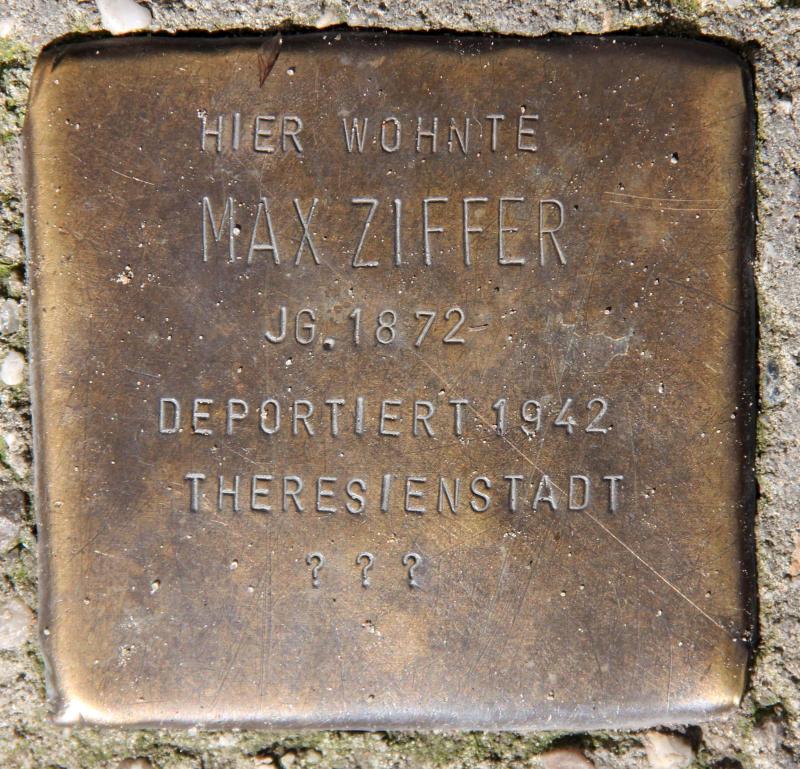 HIER WOHNTE
MAX ZIFFER
JG. 1872
DEPORTIERT 1942
THERESIENSTADT
? ? ?